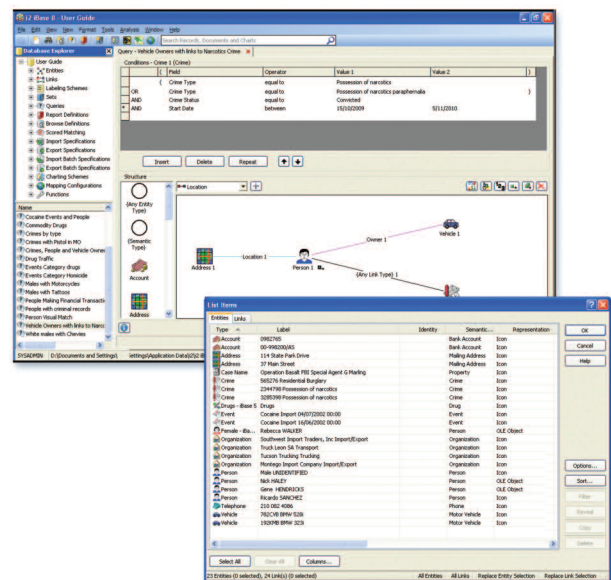 i2 iBase 8 - User Guide
File Edit View New Format Tools Analysis Window Help
Search Records, Documents and Charts
Database Explorer
Query - Vehicle Owners with links to Narcotics Crime
User Guide
Entities
Links
Labeling Schemes
Sets
Queries
Report Definitions
Browse Definitions
Scored Matching
Import Specifications
Export Specifications
Import Batch Specifications
Export Batch Specifications
Charting Schemes
Mapping Configurations
Functions
Conditions - Crime 1 (Crime)
( Field Operator Value 1 Value 2 )
( Crime Type equal to Possession of narcotics
OR Crime Type equal to Possession of narcotics paraphernalia )
AND Crime Status equal to Convicted
* AND Start Date between 15/10/2009 5/11/2010
Insert Delete Repeat
Structure
(Any Entity Type)
(Semantic Type)
Account
Address
Location
Address 1
Location 1
Person 1
Owner 1
Vehicle 1
(Any Link Type) 1
Name
Cocaine Events and People
Commodity Drugs
Crimes by type
Crimes with Pistol in MO
Crimes, People and Vehicle Owner
Drug Traffic
Events Category drugs
Events Category Homicide
Males with Motorcycles
Males with Tattoos
People Making Financial Transacti
People with criminal records
Person Visual Match
Vehicle Owners with links to Narco
White males with Chevies
SYSADMIN D:\Documents and Settings\ ettings\Application Data\i2\i2 iB
List Items
Entities Links
Type Label Identity Semantic... Representation
Account 0982765 Bank Account Icon
Account 00-998200/AS Bank Account Icon
Address 114 State Park Drive Mailing Address Icon
Address 37 Main Street Mailing Address Icon
Case Name Operation Basalt FBI Special Agent G Marling Property Icon
Crime 565276 Residential Burglary Crime Icon
Crime 2344798 Possession of narcotics Crime Icon
Crime 3285398 Possession of narcotics Crime Icon
Drugs - iBase 5 Drugs Drug Icon
Event Cocaine Import 04/07/2002 00:00 Event Icon
Event Cocaine Import 16/06/2002 00:00 Event Icon
Female - iBa... Rebecca WALKER Person OLE Object
Organization Southwest Import Traders, Inc Import/Export Organization Icon
Organization Truck Leon SA Transport Organization Icon
Organization Tucson Trucking Trucking Organization Icon
Organization Montego Import Company Import/Export Organization Icon
Person Male UNIDENTIFIED Person Icon
Person Nick HALEY Person OLE Object
Person Gene HENDRICKS Person OLE Object
Person Ricardo SANCHEZ Person Icon
Telephone 210 082 4086 Phone Icon
Vehicle 782CVB BMW 528i Motor Vehicle Icon
Vehicle 192KMB BMW 323i Motor Vehicle Icon
OK
Cancel
Help
Options...
Sort...
Filter
Reveal
Copy
Delete
Select All Clear All Columns...
23 Entities (0 selected), 24 Link(s) (0 selected) All Entities All Links Replace Entity Selection Replace Link Selection